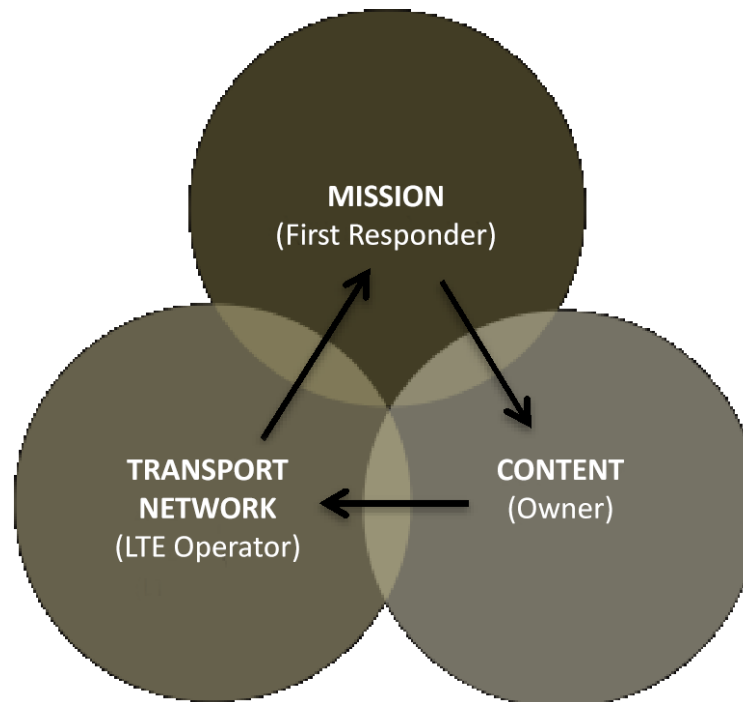 MISSION
(First Responder)
TRANSPORT
NETWORK
(LTE Operator)
CONTENT
(Owner)